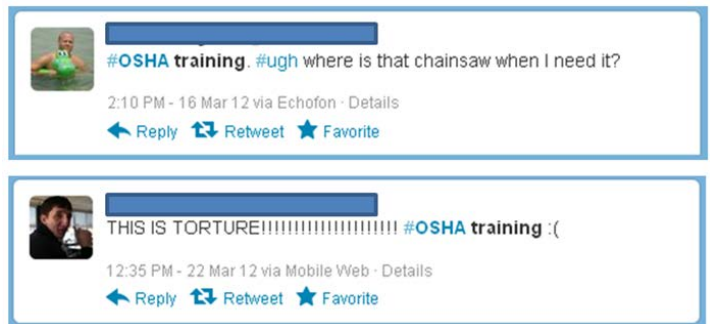 #OSHA training. #ugh where is that chainsaw when I need it?
2:10 PM - 16 Mar 12 via Echofon · Details
Reply Retweet Favorite
THIS IS TORTURE!!!!!!!!!!!!!!!!!!!!! #OSHA training :(
12:35 PM - 22 Mar 12 via Mobile Web · Details
Reply Retweet Favorite